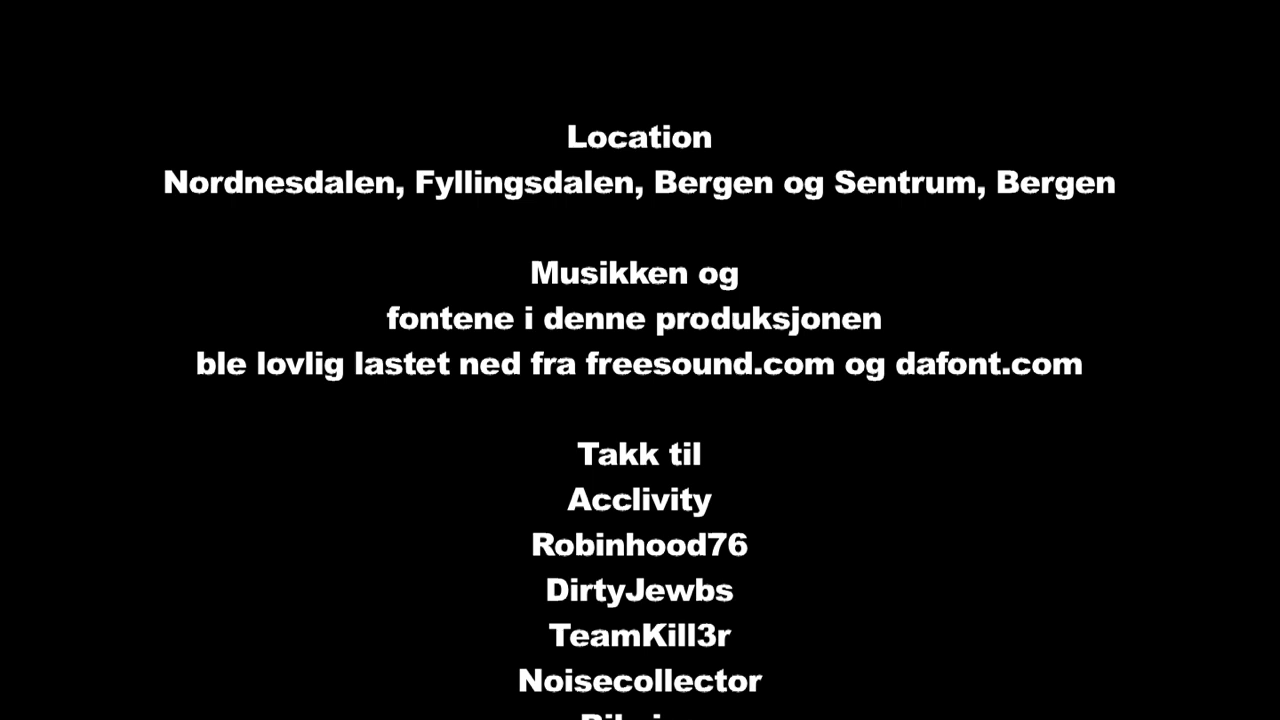 Location
Nordnesdalen, Fyllingsdalen, Bergen og Sentrum, Bergen
Musikken og
fontene i denne produksjonen
ble lovlig lastet ned fra freesound.com og dafont.com
Takk til
Acclivity
Robinhood76
DirtyJewbs
TeamKill3r
Noisecollector